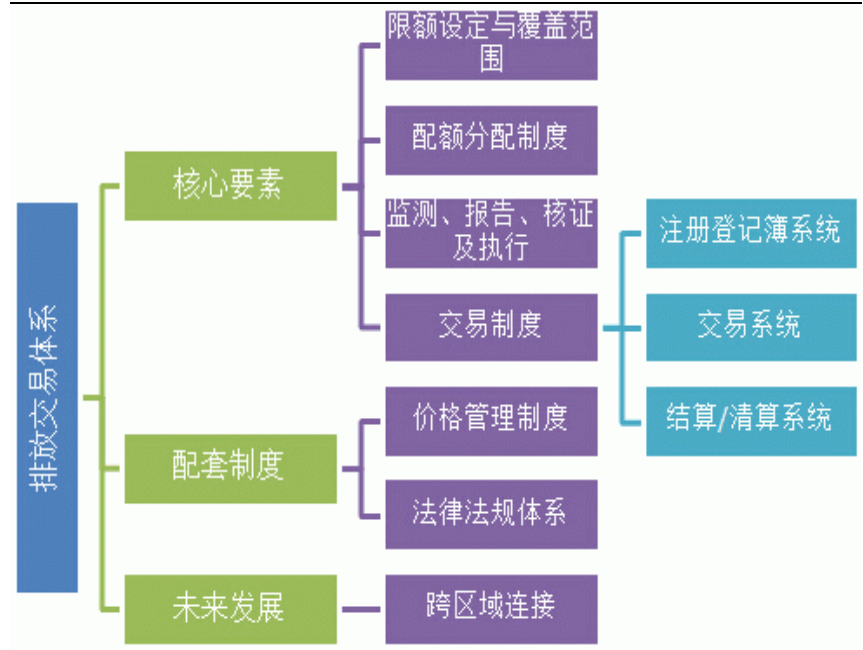 排放交易体系
核心要素
限额设定与覆盖范
围
配额分配制度
监测、报告、核证
及执行
交易制度
注册登记簿系统
交易系统
结算/清算系统
配套制度
价格管理制度
法律法规体系
未来发展
跨区域连接